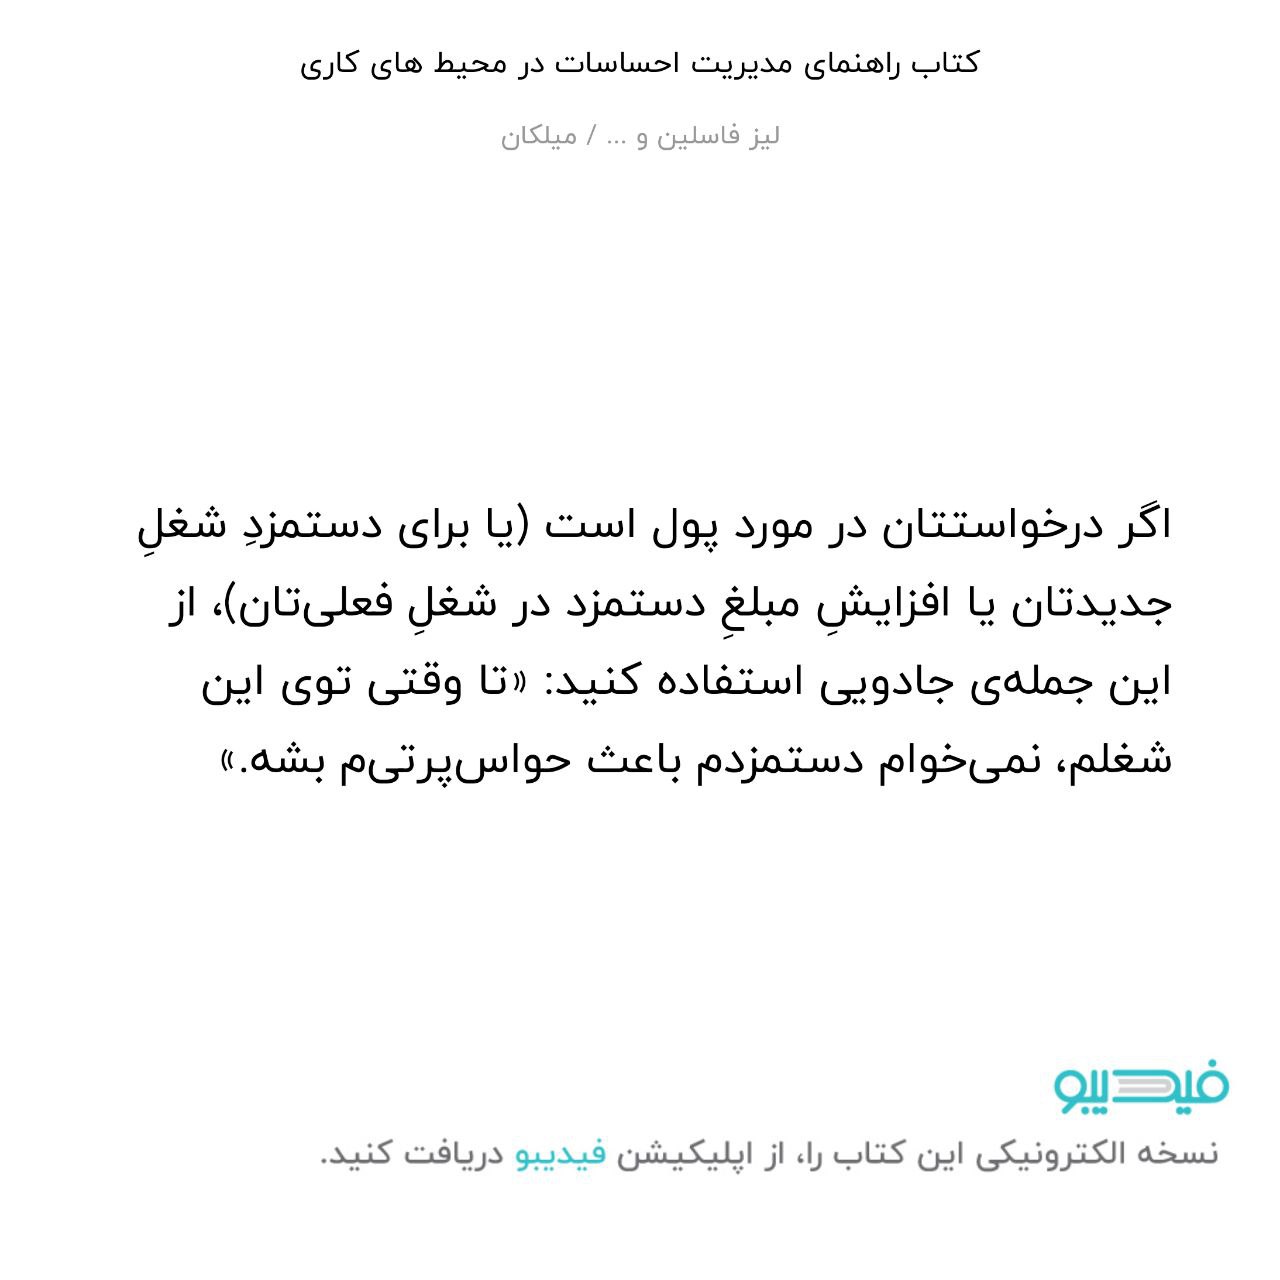 کتاب راهنمای مدیریت احساسات در محیط های کاری
لیز فاسلین و ... / میلکان
اگر درخواستتان در مورد پول است (یا برای دستمزدِ شغلِ
جدیدتان یا افزایشِ مبلغِ دستمزد در شغلِ فعلی‌تان)، از
این جمله‌ی جادویی استفاده کنید: «تا وقتی توی این
شغلم، نمی‌خوام دستمزدم باعث حواس‌پرتی‌م بشه.»
فیدیبو
نسخه الکترونیکی این کتاب را، از اپلیکیشن فیدیبو دریافت کنید.